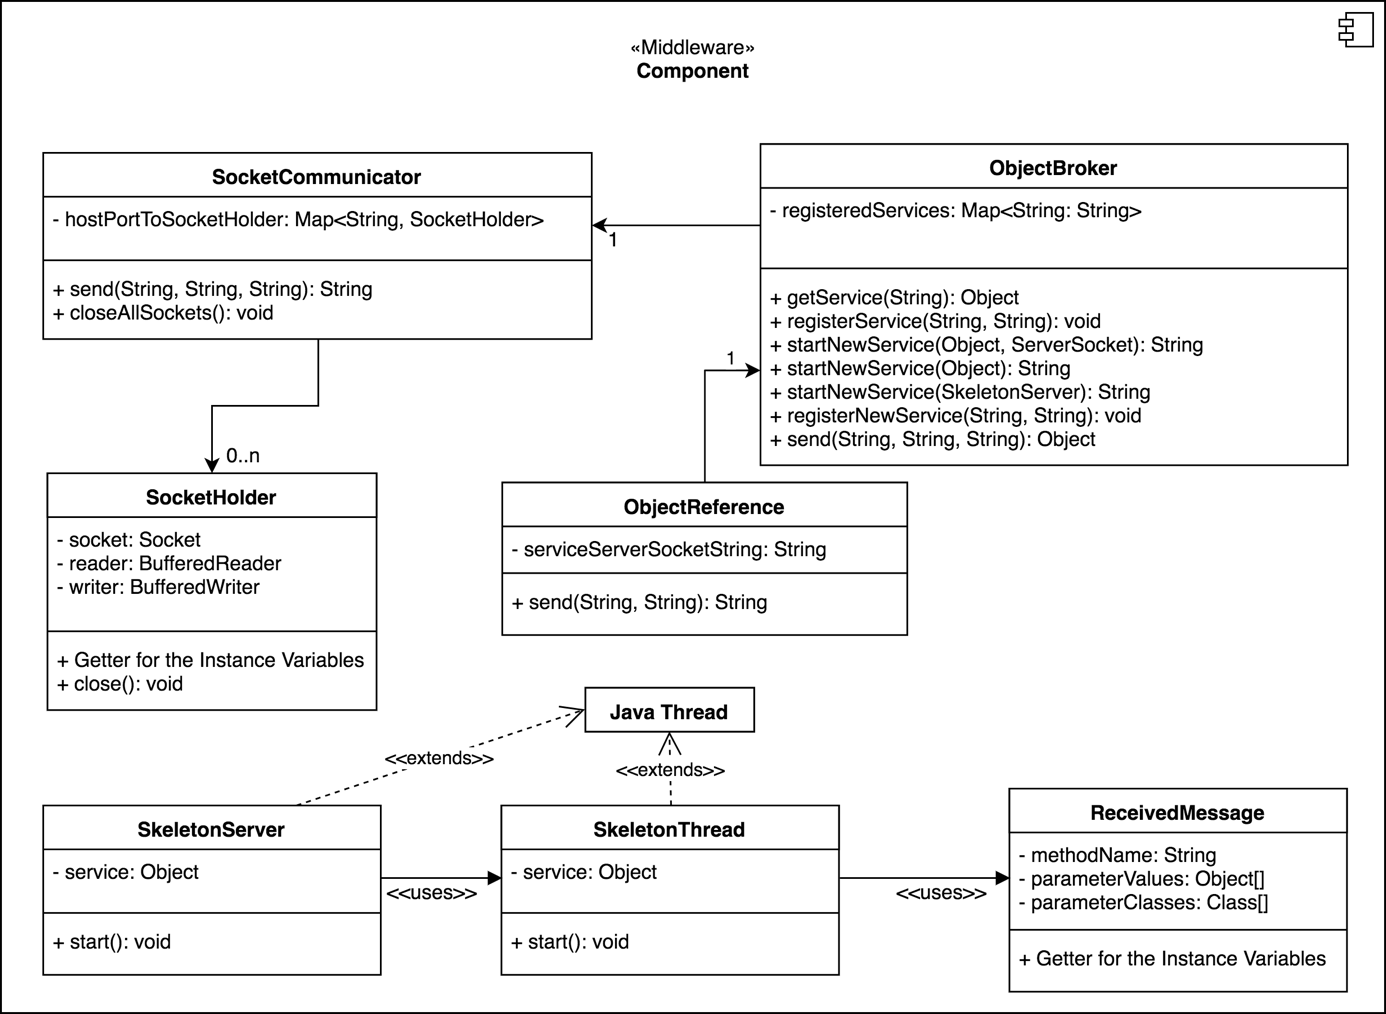 «Middleware»
Component
SocketCommunicator
- hostPortToSocketHolder: Map<String, SocketHolder>
+ send(String, String, String): String
+ closeAllSockets(): void
ObjectBroker
- registeredServices: Map<String: String>
+ getService(String): Object
+ registerService(String, String): void
+ startNewService(Object, ServerSocket): String
+ startNewService(Object): String
+ startNewService(SkeletonServer): String
+ registerNewService(String, String): void
+ send(String, String, String): Object
1
1
0..n
SocketHolder
- socket: Socket
- reader: BufferedReader
- writer: BufferedWriter
+ Getter for the Instance Variables
+ close(): void
ObjectReference
- serviceServerSocketString: String
+ send(String, String): String
Java Thread
<<extends>>
<<extends>>
SkeletonServer
- service: Object
+ start(): void
<<uses>>
SkeletonThread
- service: Object
+ start(): void
<<uses>>
ReceivedMessage
- methodName: String
- parameterValues: Object[]
- parameterClasses: Class[]
+ Getter for the Instance Variables